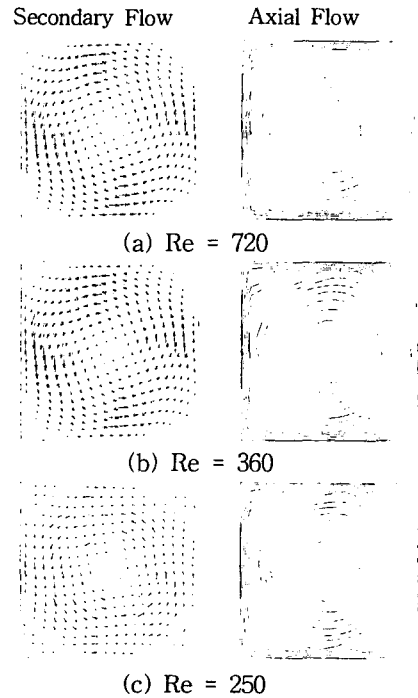 Secondary Flow Axial Flow
(a) Re = 720
(b) Re = 360
(c) Re = 250